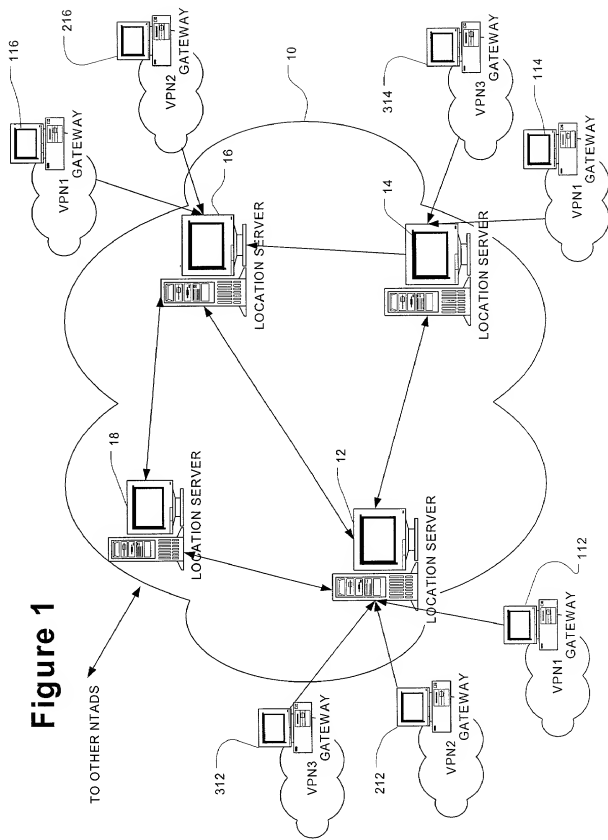 Figure 1
TO OTHER NTADS
18
LOCATION SERVER
16
LOCATION SERVER
10
12
LOCATION SERVER
14
LOCATION SERVER
116
VPN1
GATEWAY
216
VPN2
GATEWAY
314
VPN3
GATEWAY
114
VPN1
GATEWAY
312
VPN3
GATEWAY
212
VPN2
GATEWAY
112
VPN1
GATEWAY